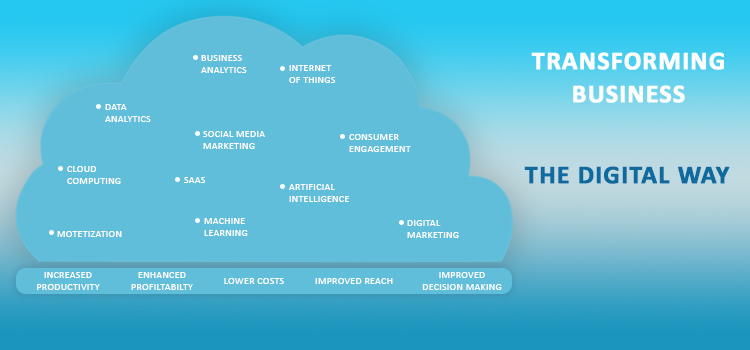 TRANSFORMING
BUSINESS
THE DIGITAL WAY
BUSINESS
ANALYTICS
INTERNET
OF THINGS
DATA
ANALYTICS
SOCIAL MEDIA
MARKETING
CONSUMER
ENGAGEMENT
CLOUD
COMPUTING
SAAS
ARTIFICIAL
INTELLIGENCE
MACHINE
LEARNING
DIGITAL
MARKETING
MOTETIZATION
INCREASED
PRODUCTIVITY
ENHANCED
PROFILTABILTY
LOWER COSTS
IMPROVED REACH
IMPROVED
DECISION MAKING